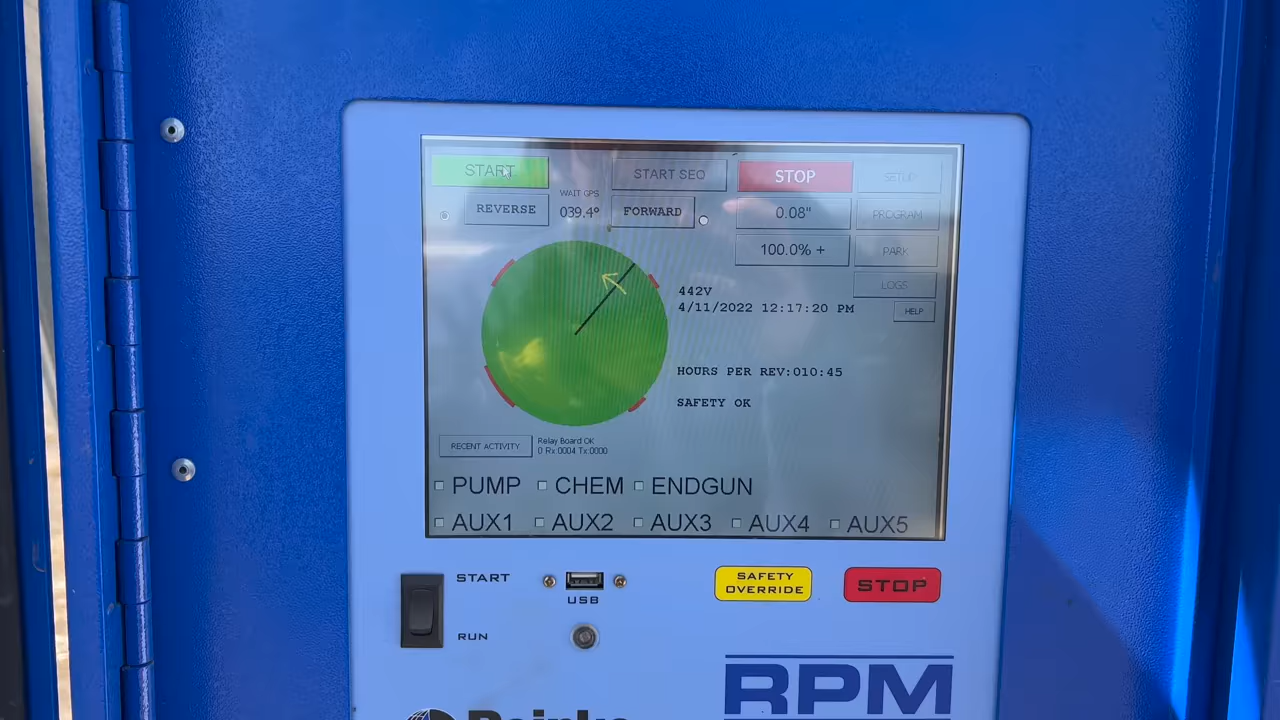 START
START SEQ
STOP
SETUP
REVERSE
WAIT GPS
039.4°
FORWARD
0.08"
PROGRAM
100.0% +
PARK
442V
4/11/2022 12:17:20 PM
LOGS
HELP
HOURS PER REV:010:45
SAFETY OK
RECENT ACTIVITY
Relay Board OK
0 Rx:0004 Tx:0000
PUMP CHEM ENDGUN
AUX1 AUX2 AUX3 AUX4 AUX5
START
USB
RUN
SAFETY
OVERRIDE
STOP
RPM